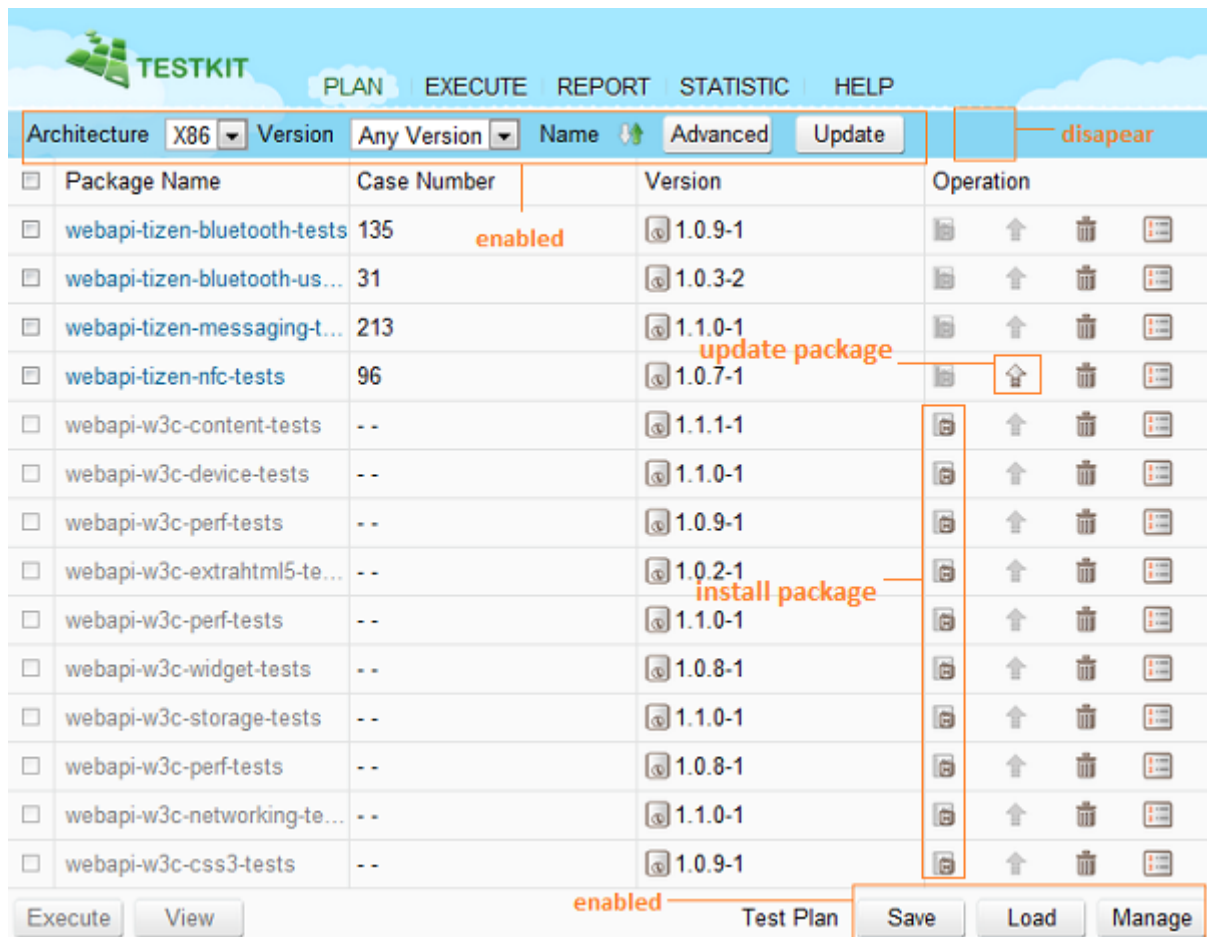 TESTKIT
PLAN EXECUTE REPORT STATISTIC HELP
Architecture X86 Version Any Version Name Advanced Update disapear
Package Name Case Number Version Operation
webapi-tizen-bluetooth-tests 135 1.0.9-1
enabled
webapi-tizen-bluetooth-us... 31 1.0.3-2
webapi-tizen-messaging-t... 213 1.1.0-1
update package
webapi-tizen-nfc-tests 96 1.0.7-1
webapi-w3c-content-tests - - 1.1.1-1
webapi-w3c-device-tests - - 1.1.0-1
webapi-w3c-perf-tests - - 1.0.9-1
webapi-w3c-extrahtml5-te... - - 1.0.2-1
install package
webapi-w3c-perf-tests - - 1.1.0-1
webapi-w3c-widget-tests - - 1.0.8-1
webapi-w3c-storage-tests - - 1.1.0-1
webapi-w3c-perf-tests - - 1.0.8-1
webapi-w3c-networking-te... - - 1.1.0-1
webapi-w3c-css3-tests - - 1.0.9-1
enabled
Execute View Test Plan Save Load Manage